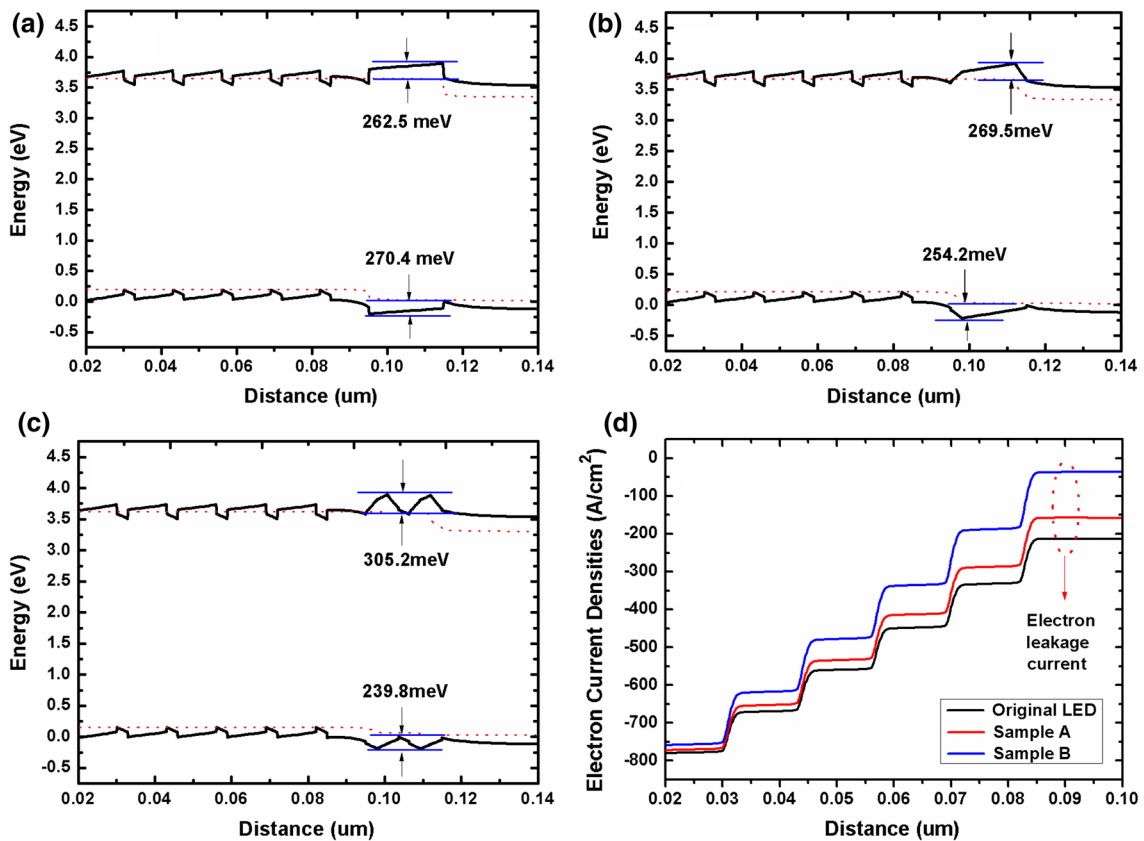 (a)
4.0
3.5
3.0
2.5
2.0
1.5
1.0
0.5
0.0
-0.5
Energy (eV)
262.5 meV
270.4 meV
0.02 0.04 0.06 0.08 0.10 0.12 0.14
Distance (um)
(b)
4.0
3.5
3.0
2.5
2.0
1.5
1.0
0.5
0.0
-0.5
Energy (eV)
269.5meV
254.2meV
0.02 0.04 0.06 0.08 0.10 0.12 0.14
Distance (um)
(c)
4.0
3.5
3.0
2.5
2.0
1.5
1.0
0.5
0.0
-0.5
Energy (eV)
305.2meV
239.8meV
0.02 0.04 0.06 0.08 0.10 0.12 0.14
Distance (um)
(d)
0
-100
-200
-300
-400
-500
-600
-700
-800
Electron Current Densities (A/cm²)
Electron
leakage
current
Original LED
Sample A
Sample B
0.02 0.03 0.04 0.05 0.06 0.07 0.08 0.09 0.10
Distance (um)